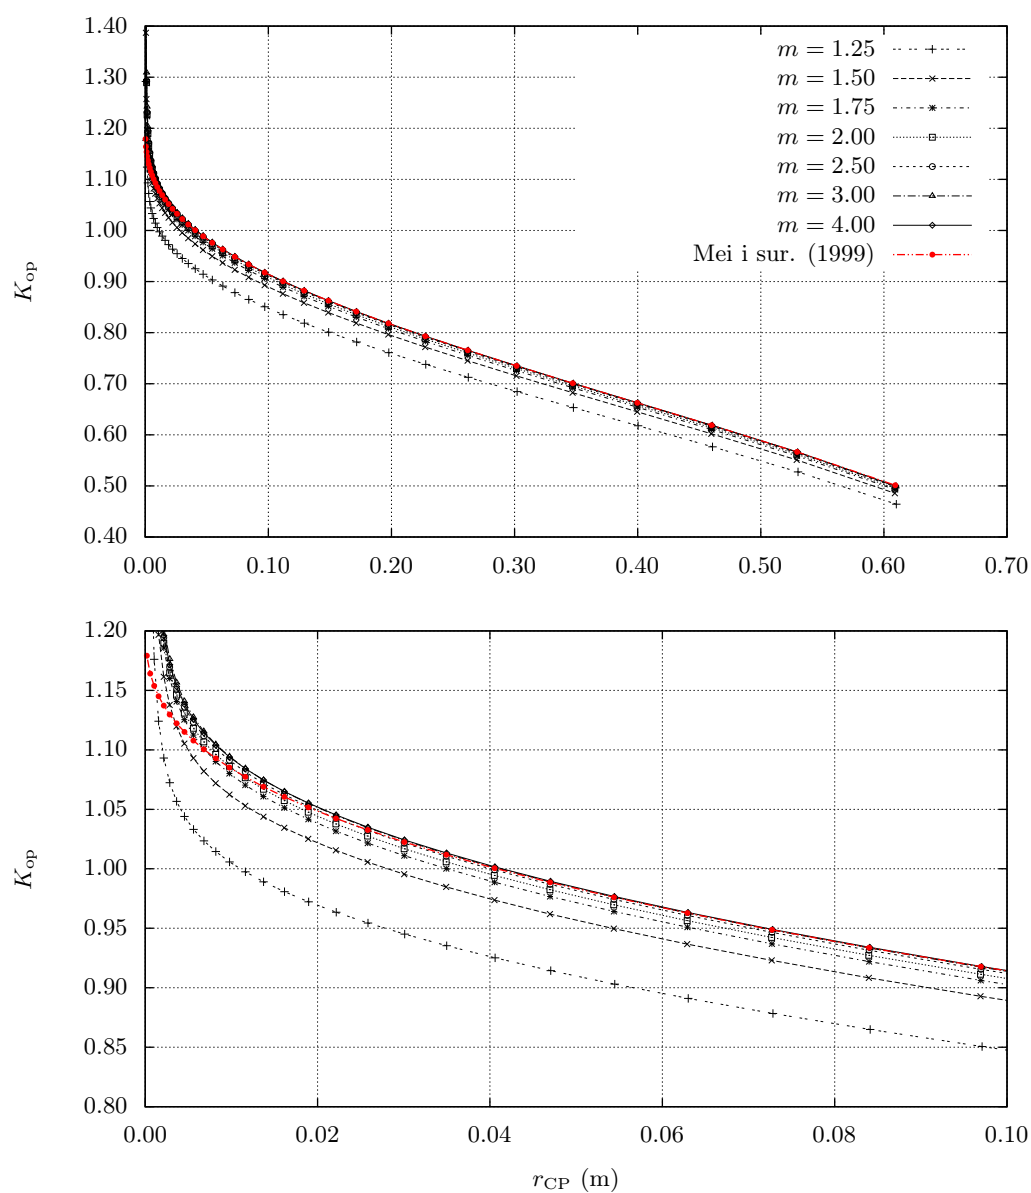 1.40
1.30
1.20
1.10
1.00
0.90
0.80
0.70
0.60
0.50
0.40
K_op
m = 1.25
m = 1.50
m = 1.75
m = 2.00
m = 2.50
m = 3.00
m = 4.00
Mei i sur. (1999)
0.00 0.10 0.20 0.30 0.40 0.50 0.60 0.70
1.20
1.15
1.10
1.05
1.00
0.95
0.90
0.85
0.80
K_op
0.00 0.02 0.04 0.06 0.08 0.10
r_CP (m)